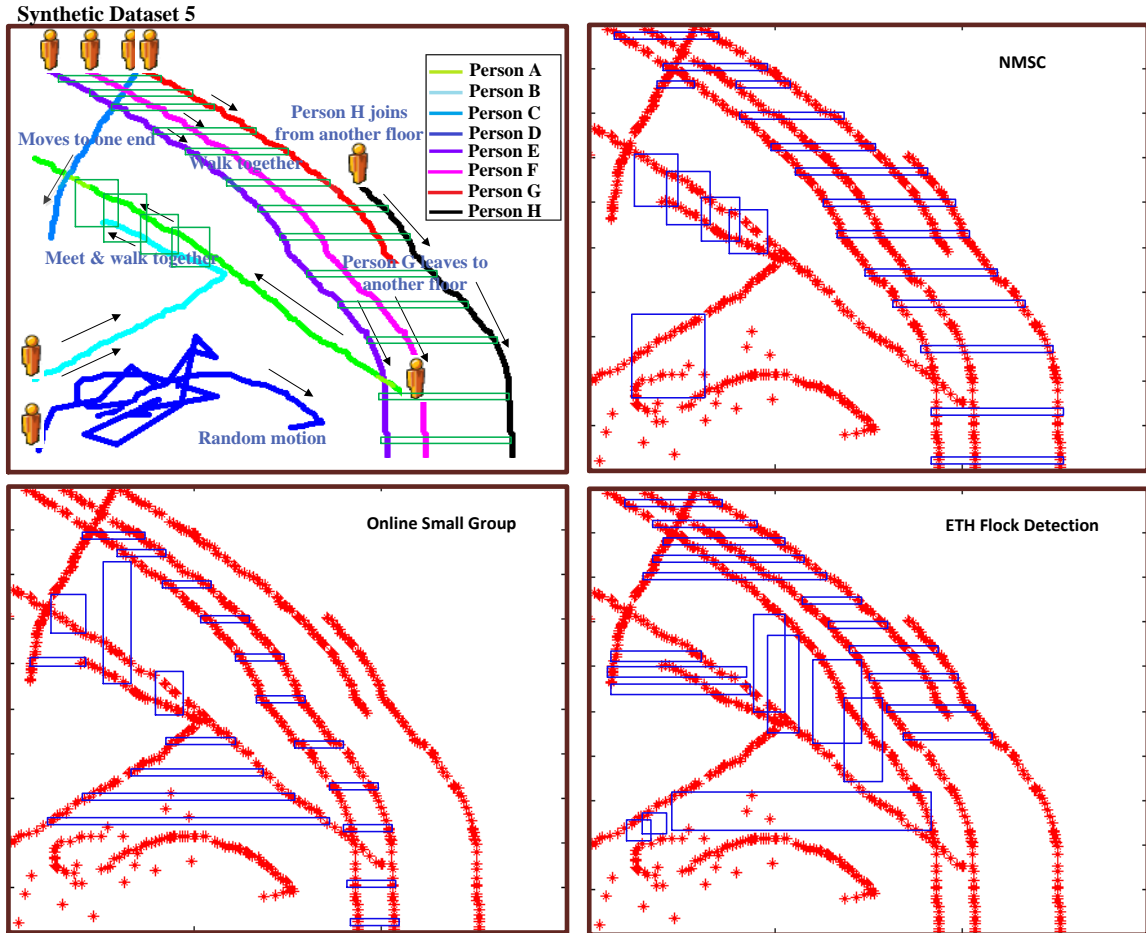 Synthetic Dataset 5
Person A
Person B
Person C
Person D
Person E
Person F
Person G
Person H
Person H joins
from another floor
Moves to one end
Walk together
Meet & walk together
Person G leaves to
another floor
Random motion
NMSC
Online Small Group
ETH Flock Detection